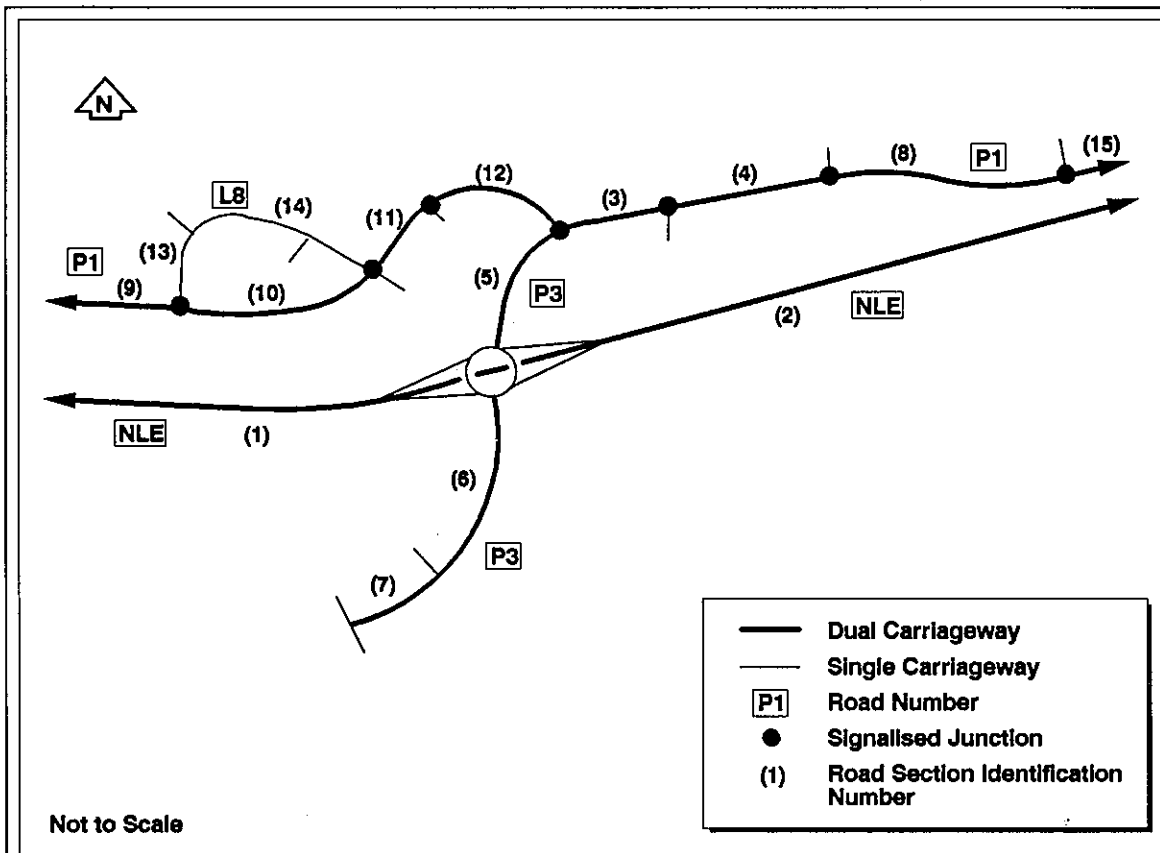 N
(15)
(8)
P1
(12)
(4)
L8
(14)
(3)
(11)
(13)
P1
(5)
(9)
(10)
P3
(2)
NLE
NLE
(1)
(6)
P3
(7)
Dual Carriageway
Single Carriageway
P1 Road Number
Signalised Junction
(1) Road Section Identification
Number
Not to Scale